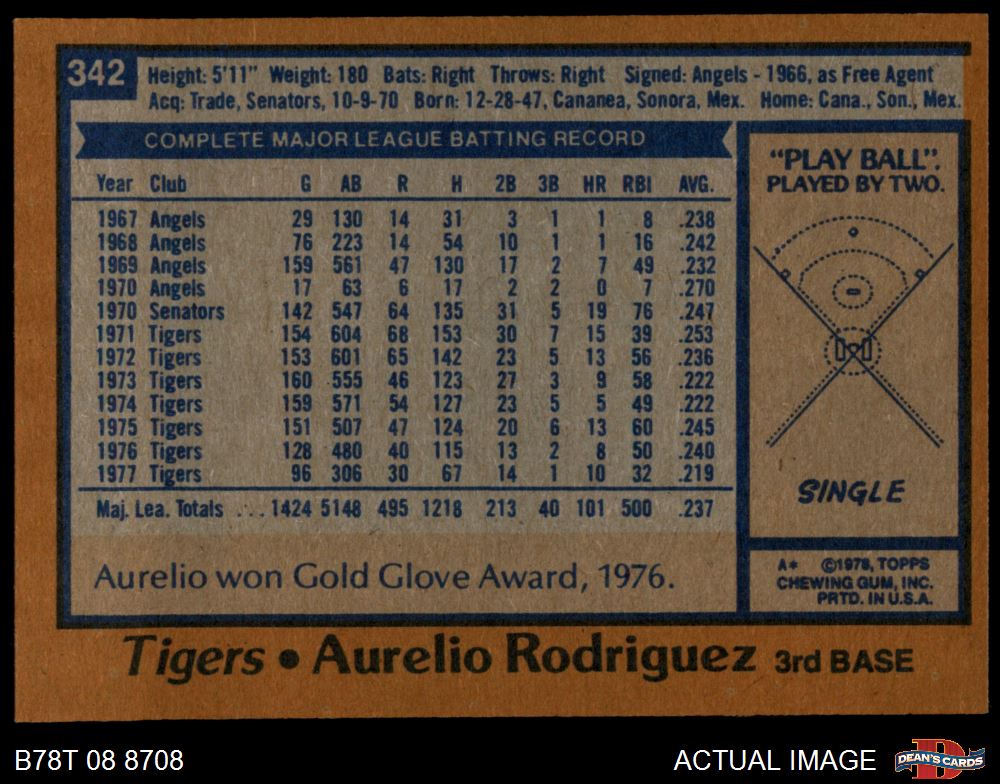 342
Height: 5'11" Weight: 180 Bats: Right Throws: Right Signed: Angels - 1966, as Free Agent
Acq: Trade, Senators, 10-9-70 Born: 12-28-47, Cananea, Sonora, Mex. Home: Cana., Son., Mex.
COMPLETE MAJOR LEAGUE BATTING RECORD
Year Club G AB R H 2B 3B HR RBI AVG.
1967 Angels 29 130 14 31 3 1 1 8 .238
1968 Angels 76 223 14 54 10 1 1 16 .242
1969 Angels 159 561 47 130 17 2 7 49 .232
1970 Angels 17 63 6 17 2 2 0 7 .270
1970 Senators 142 547 64 135 31 5 19 76 .247
1971 Tigers 154 604 68 153 30 7 15 39 .253
1972 Tigers 153 601 65 142 23 5 13 56 .236
1973 Tigers 160 555 46 123 27 3 9 58 .222
1974 Tigers 159 571 54 127 23 5 5 49 .222
1975 Tigers 151 507 47 124 20 6 13 60 .245
1976 Tigers 128 480 40 115 13 2 8 50 .240
1977 Tigers 96 306 30 67 14 1 10 32 .219
Maj. Lea. Totals ... 1424 5148 495 1218 213 40 101 500 .237
Aurelio won Gold Glove Award, 1976.
"PLAY BALL".
PLAYED BY TWO.
SINGLE
A* ©1978, TOPPS
CHEWING GUM, INC.
PRTD. IN U.S.A.
Tigers • Aurelio Rodriguez 3rd BASE
B78T 08 8708
ACTUAL IMAGE
DEAN'S CARDS